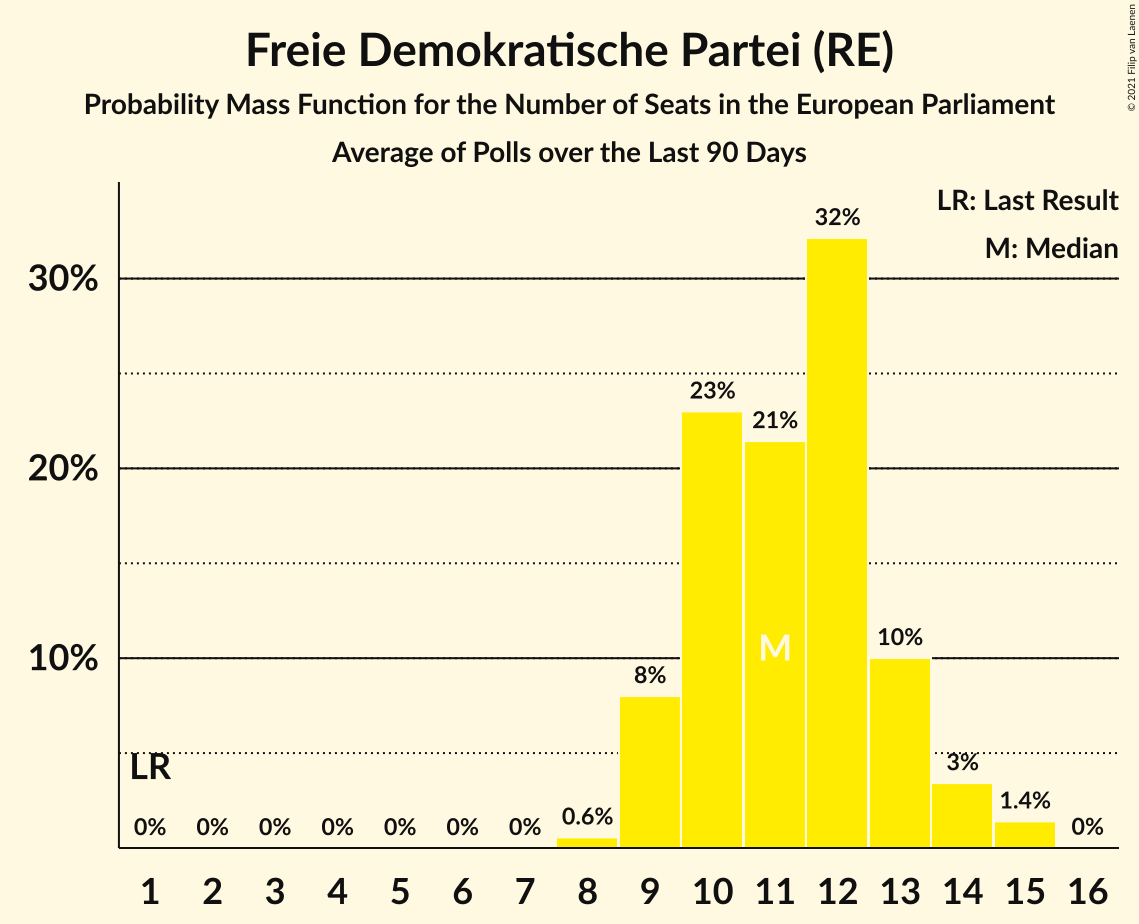 © 2021 Filip van Laenen
Freie Demokratische Partei (RE)
Probability Mass Function for the Number of Seats in the European Parliament
Average of Polls over the Last 90 Days
LR: Last Result
M: Median
30%
20%
10%
LR
M
0%
0%
0%
0%
0%
0%
0%
0.6%
8%
23%
21%
32%
10%
3%
1.4%
0%
1 2 3 4 5 6 7 8 9 10 11 12 13 14 15 16